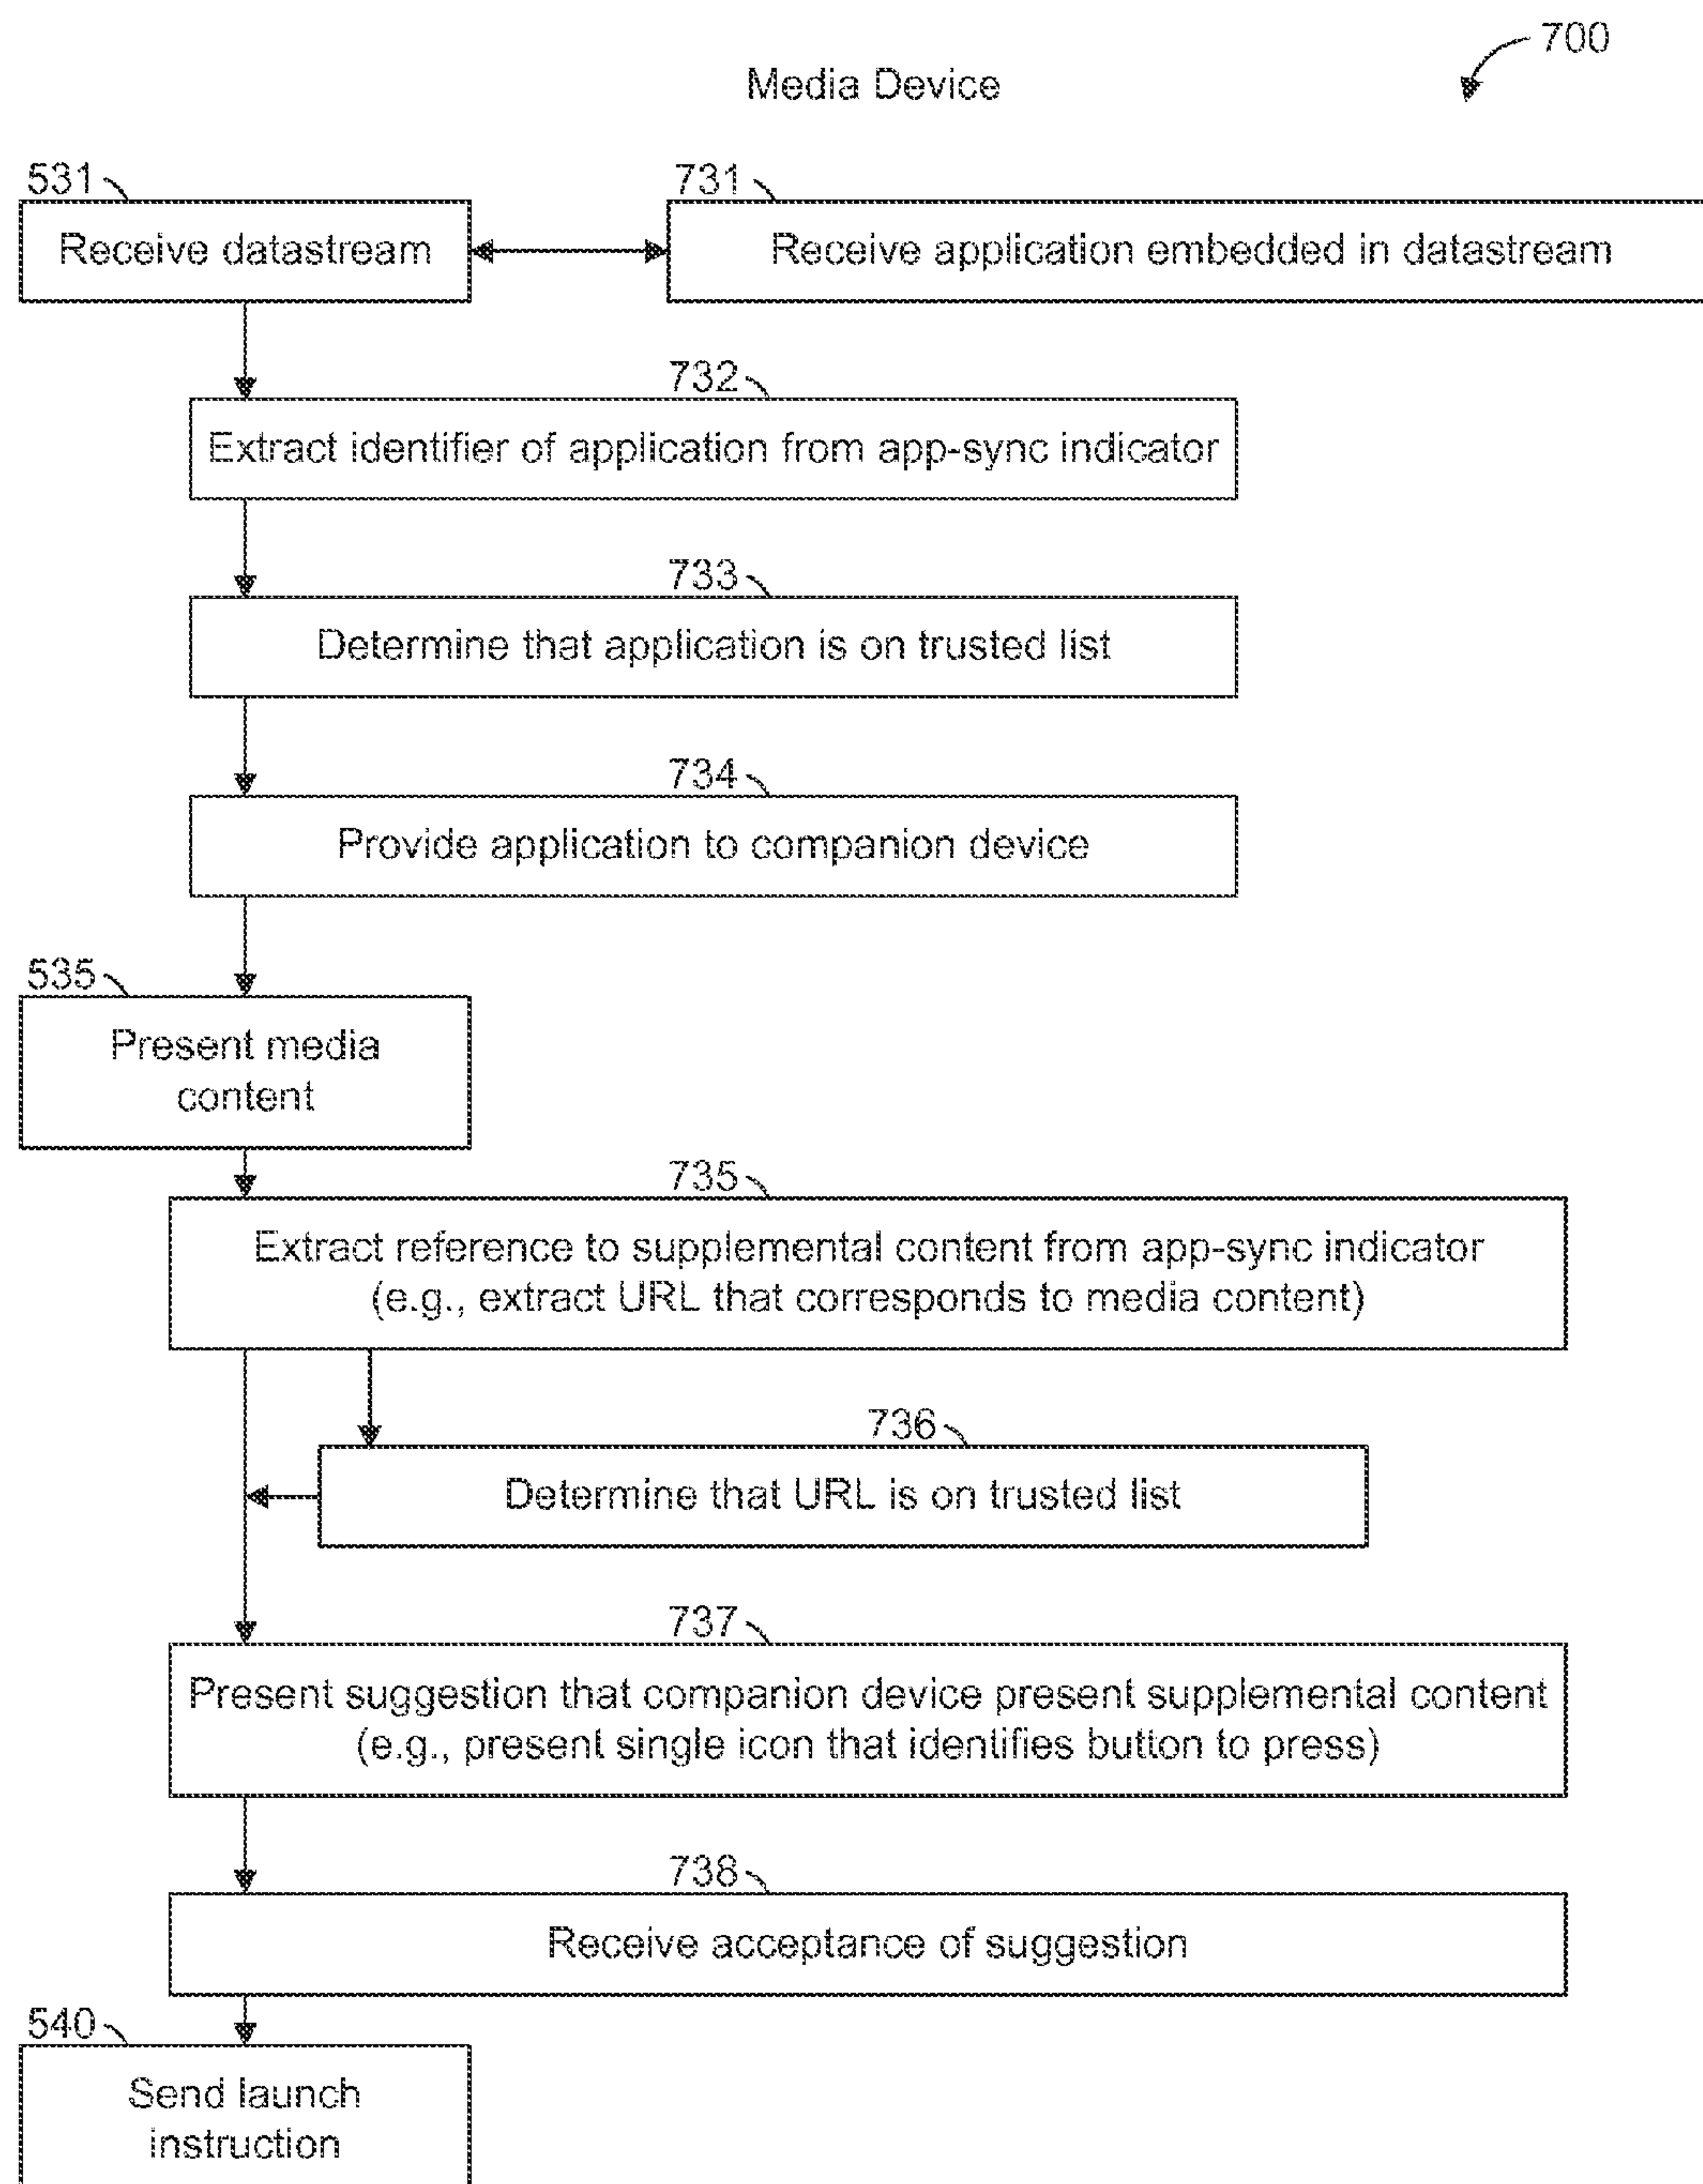 700
Media Device
531
731
Receive datastream
Receive application embedded in datastream
732
Extract identifier of application from app-sync indicator
733
Determine that application is on trusted list
734
Provide application to companion device
535
Present media
content
735
Extract reference to supplemental content from app-sync indicator
(e.g., extract URL that corresponds to media content)
736
Determine that URL is on trusted list
737
Present suggestion that companion device present supplemental content
(e.g., present single icon that identifies button to press)
738
Receive acceptance of suggestion
540
Send launch
instruction